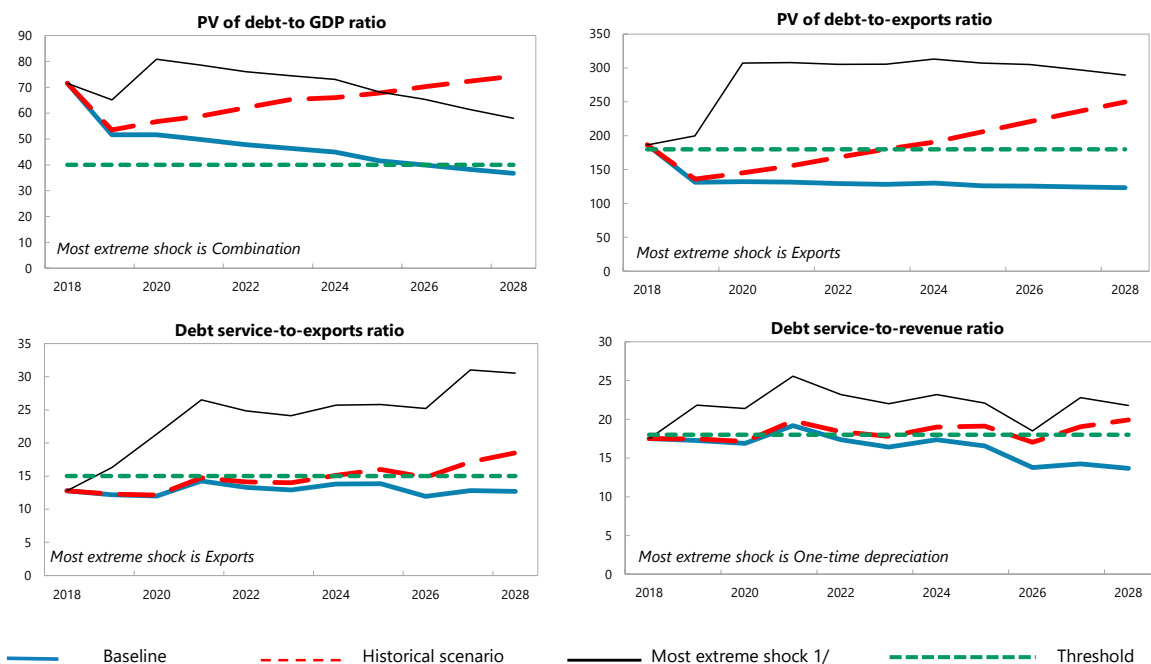 PV of debt-to GDP ratio
90
80
70
60
50
40
30
20
10
0
Most extreme shock is Combination
2018 2020 2022 2024 2026 2028
PV of debt-to-exports ratio
350
300
250
200
150
100
50
0
Most extreme shock is Exports
2018 2020 2022 2024 2026 2028
Debt service-to-exports ratio
35
30
25
20
15
10
5
0
Most extreme shock is Exports
2018 2020 2022 2024 2026 2028
Debt service-to-revenue ratio
30
25
20
15
10
5
0
Most extreme shock is One-time depreciation
2018 2020 2022 2024 2026 2028
Baseline Historical scenario Most extreme shock 1/ Threshold